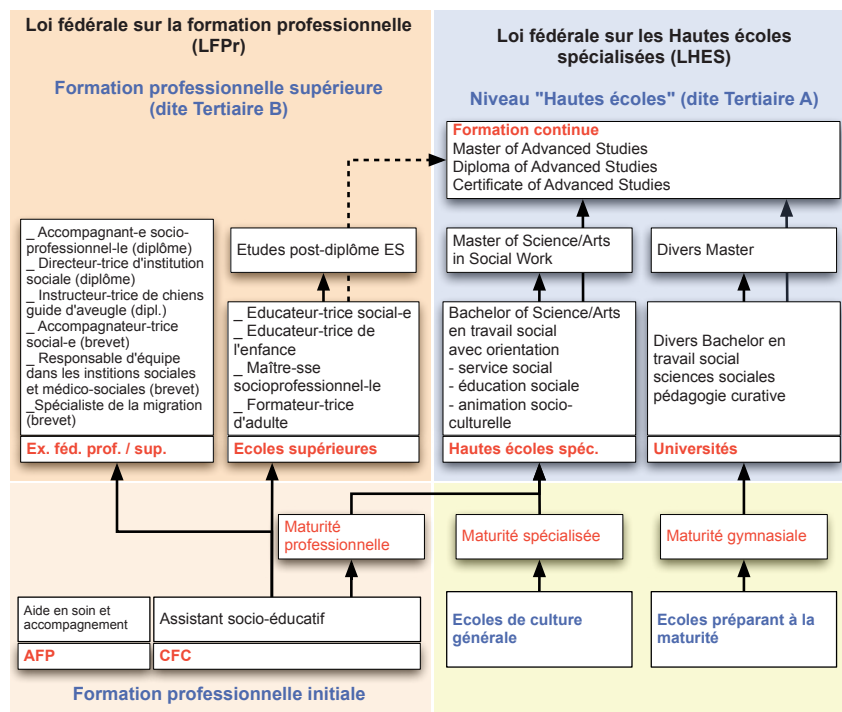 Loi fédérale sur la formation professionnelle
(LFPr)
Formation professionnelle supérieure
(dite Tertiaire B)
Loi fédérale sur les Hautes écoles
spécialisées (LHES)
Niveau "Hautes écoles" (dite Tertiaire A)
Formation continue
Master of Advanced Studies
Diploma of Advanced Studies
Certificate of Advanced Studies
_ Accompagnant-e socio-
professionnel-le (diplôme)
_ Directeur-trice d'institution
sociale (diplôme)
_ Instructeur-trice de chiens
guide d'aveugle (dipl.)
_ Accompagnateur-trice
social-e (brevet)
_ Responsable d'équipe
dans les institions sociales
et médico-sociales (brevet)
_Spécialiste de la migration
(brevet)
Ex. féd. prof. / sup.
Etudes post-diplôme ES
_ Educateur-trice social-e
_ Educateur-trice de
l'enfance
_ Maître-sse
socioprofessionnel-le
_ Formateur-trice
d'adulte
Ecoles supérieures
Master of Science/Arts
in Social Work
Bachelor of Science/Arts
en travail social
avec orientation
- service social
- éducation sociale
- animation socio-
culturelle
Hautes écoles spéc.
Divers Master
Divers Bachelor en
travail social
sciences sociales
pédagogie curative
Universités
Maturité
professionnelle
Maturité spécialisée
Maturité gymnasiale
Aide en soin et
accompagnement
AFP
Assistant socio-éducatif
CFC
Ecoles de culture
générale
Ecoles préparant à la
maturité
Formation professionnelle initiale